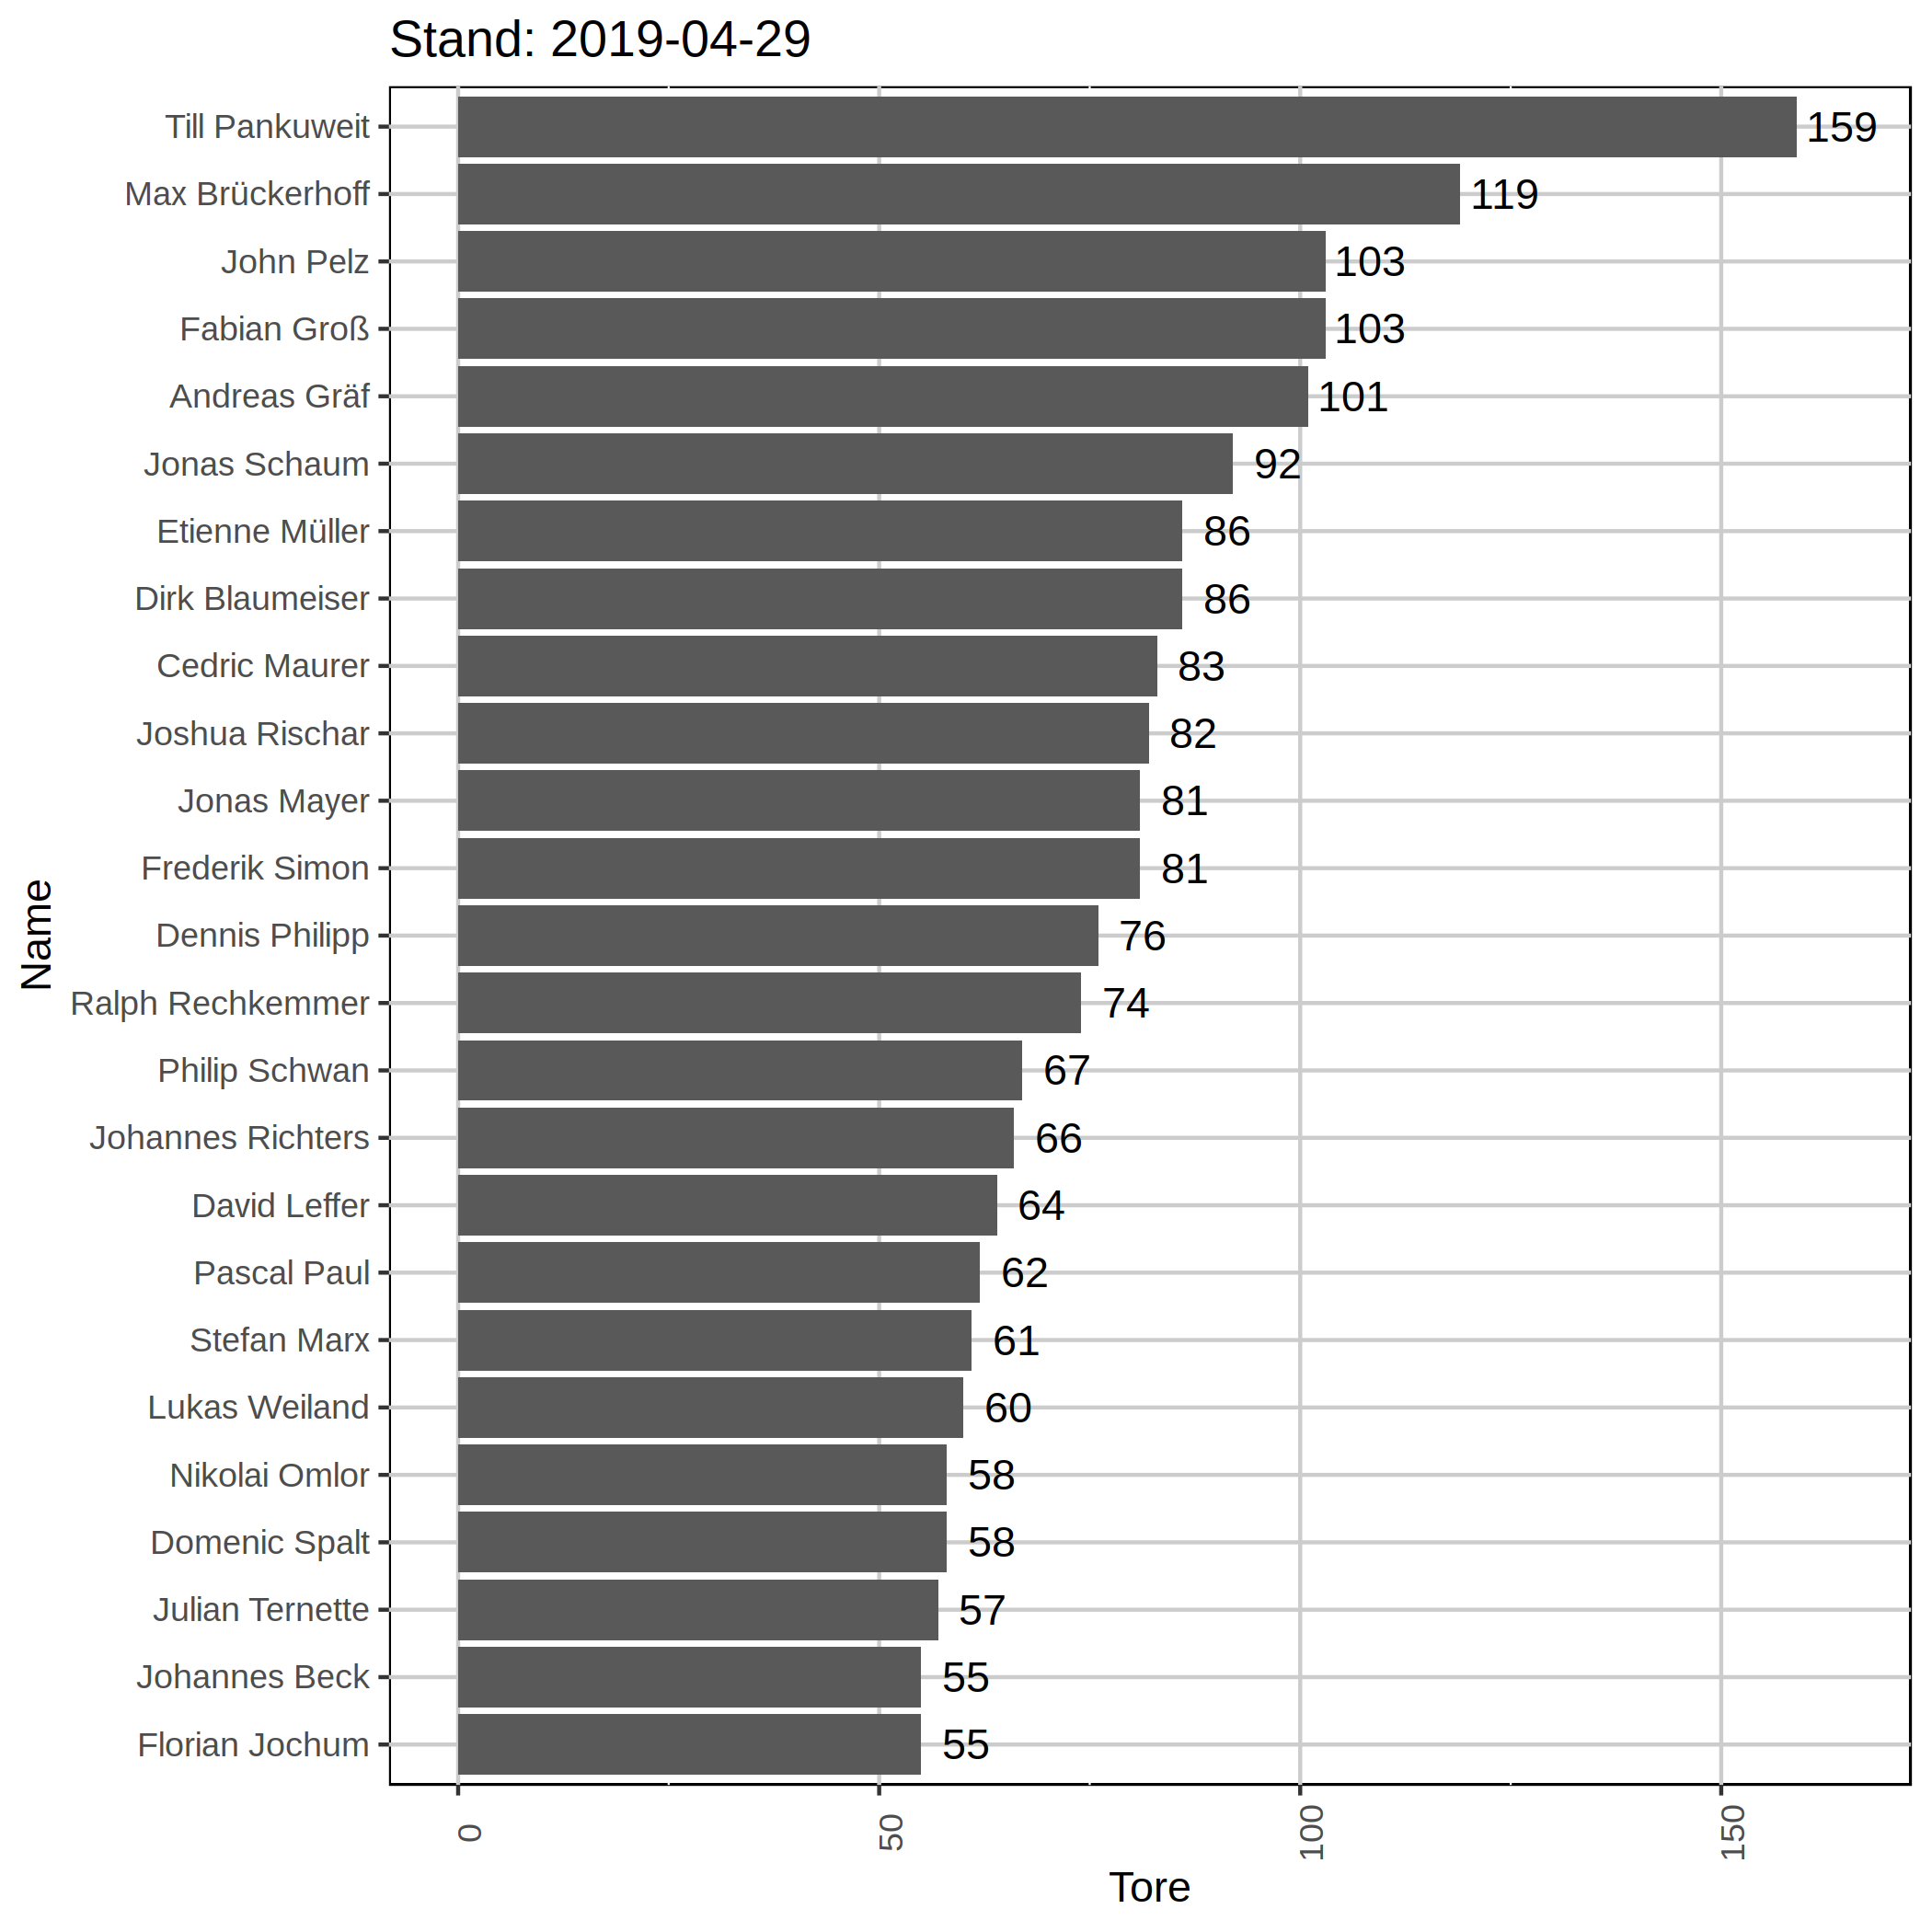 Stand: 2019-04-29
Till Pankuweit 159
Max Brückerhoff 119
John Pelz 103
Fabian Groß 103
Andreas Gräf 101
Jonas Schaum 92
Etienne Müller 86
Dirk Blaumeiser 86
Cedric Maurer 83
Joshua Rischar 82
Jonas Mayer 81
Frederik Simon 81
Dennis Philipp 76
Ralph Rechkemmer 74
Philip Schwan 67
Johannes Richters 66
David Leffer 64
Pascal Paul 62
Stefan Marx 61
Lukas Weiland 60
Nikolai Omlor 58
Domenic Spalt 58
Julian Ternette 57
Johannes Beck 55
Florian Jochum 55
Name
0 50 100 150
Tore